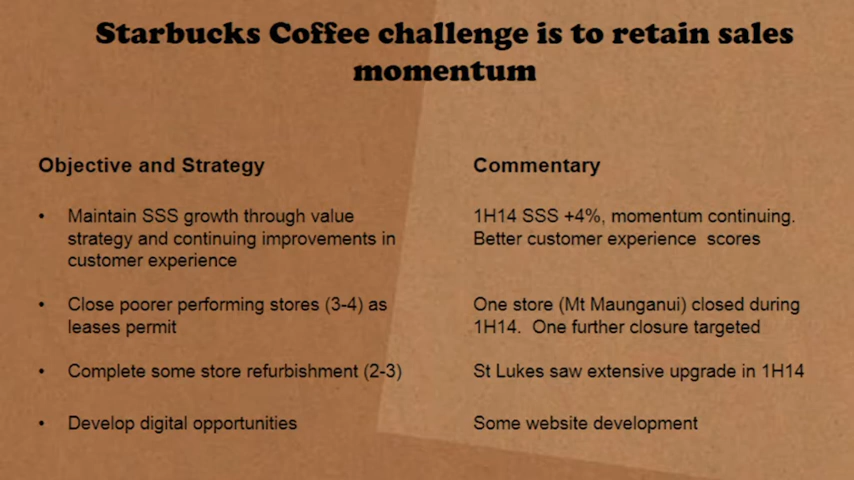 Starbucks Coffee challenge is to retain sales
momentum
Objective and Strategy
Commentary
• Maintain SSS growth through value
strategy and continuing improvements in
customer experience
1H14 SSS +4%, momentum continuing.
Better customer experience scores
• Close poorer performing stores (3-4) as
leases permit
One store (Mt Maunganui) closed during
1H14. One further closure targeted
• Complete some store refurbishment (2-3)
St Lukes saw extensive upgrade in 1H14
• Develop digital opportunities
Some website development